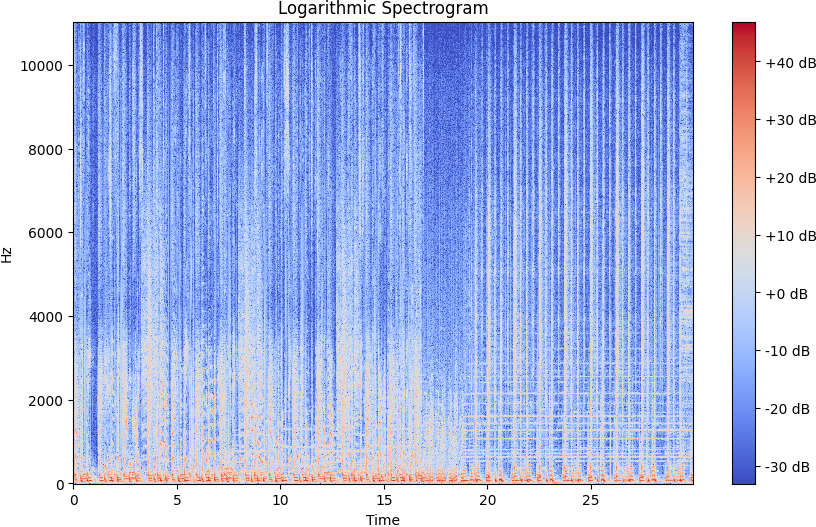 Logarithmic Spectrogram
Hz
10000
8000
6000
4000
2000
0
0 5 10 15 20 25
Time
+40 dB
+30 dB
+20 dB
+10 dB
+0 dB
-10 dB
-20 dB
-30 dB